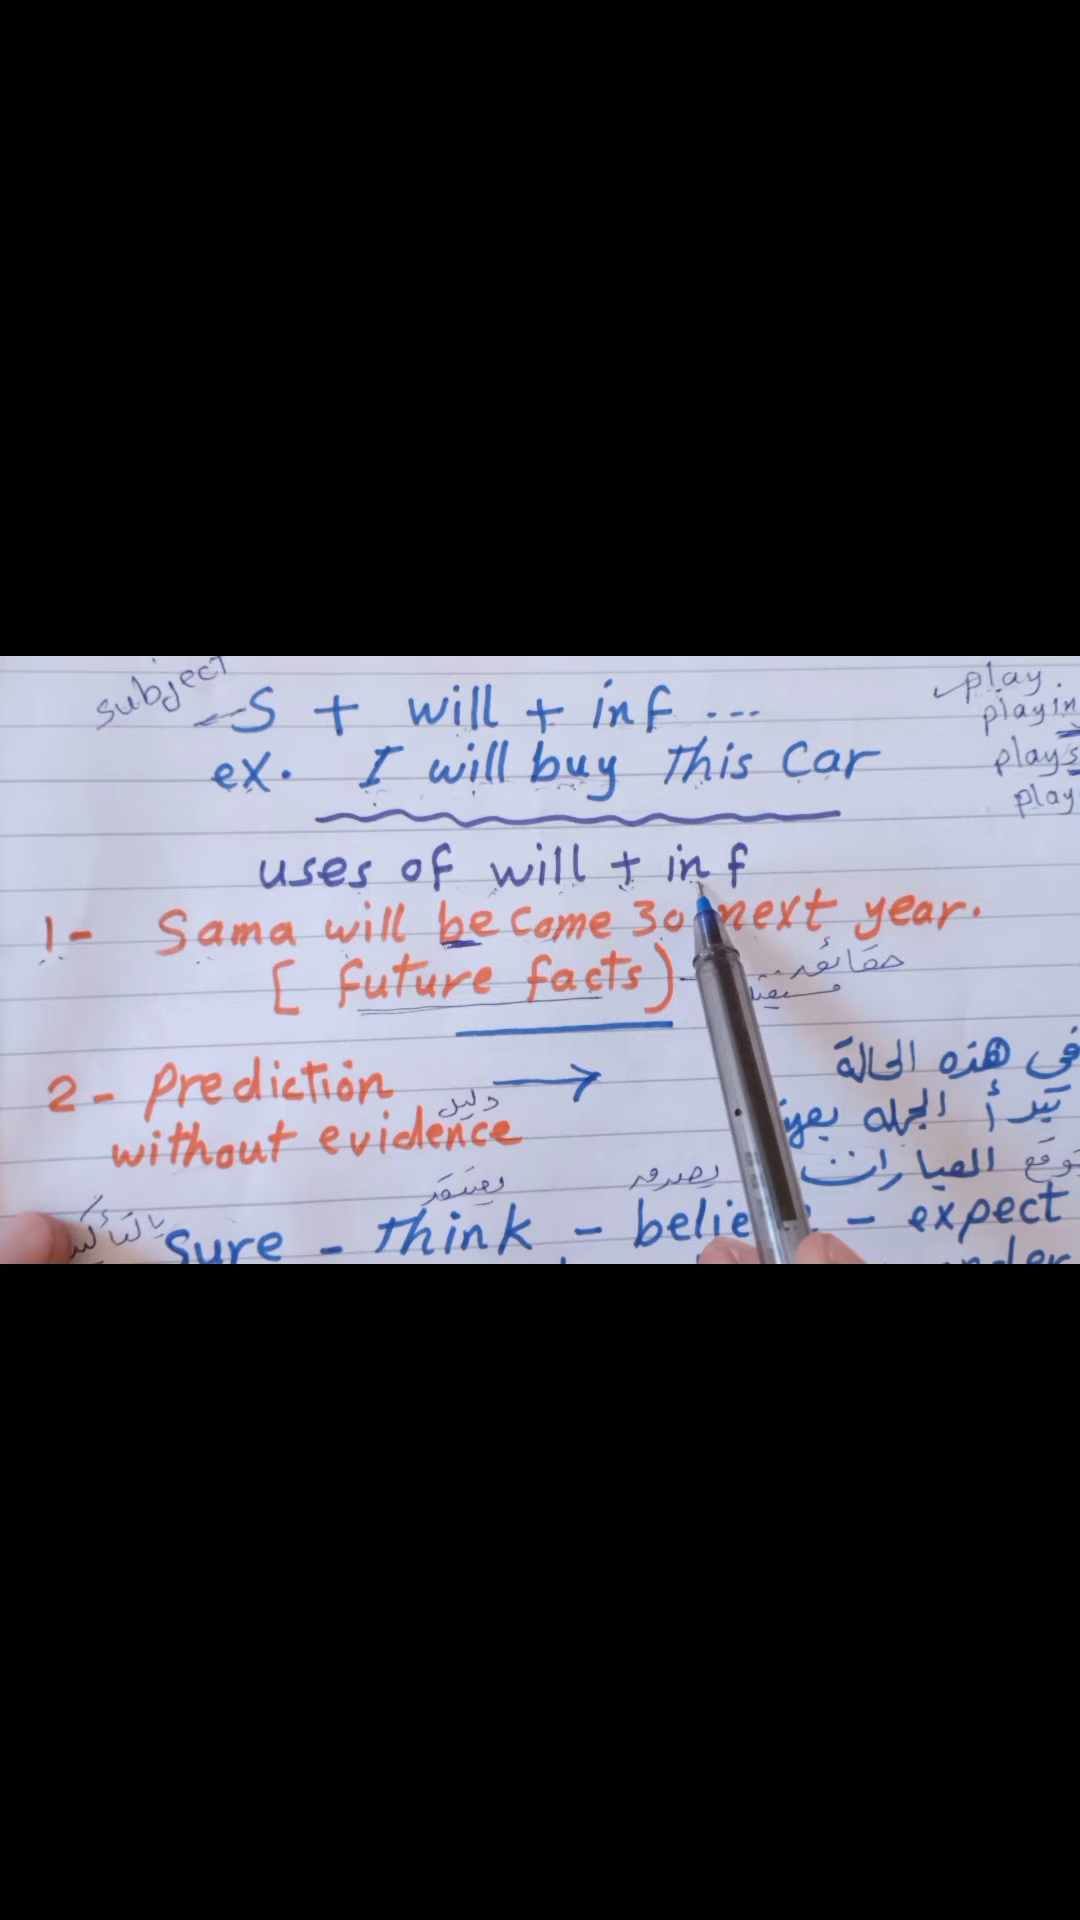 subject
S + will + inf ...
play.
playin
plays
play
ex. I will buy this Car
uses of will + inf
1- Sama will become 30 next year.
[ future facts )
حقائق
2- Prediction
without evidence
دليل
في هذه الحالة
تبدأ الجمله
العبارات
بالتأكيد
يعتقد
يصدق
Sure - think - belie - expect